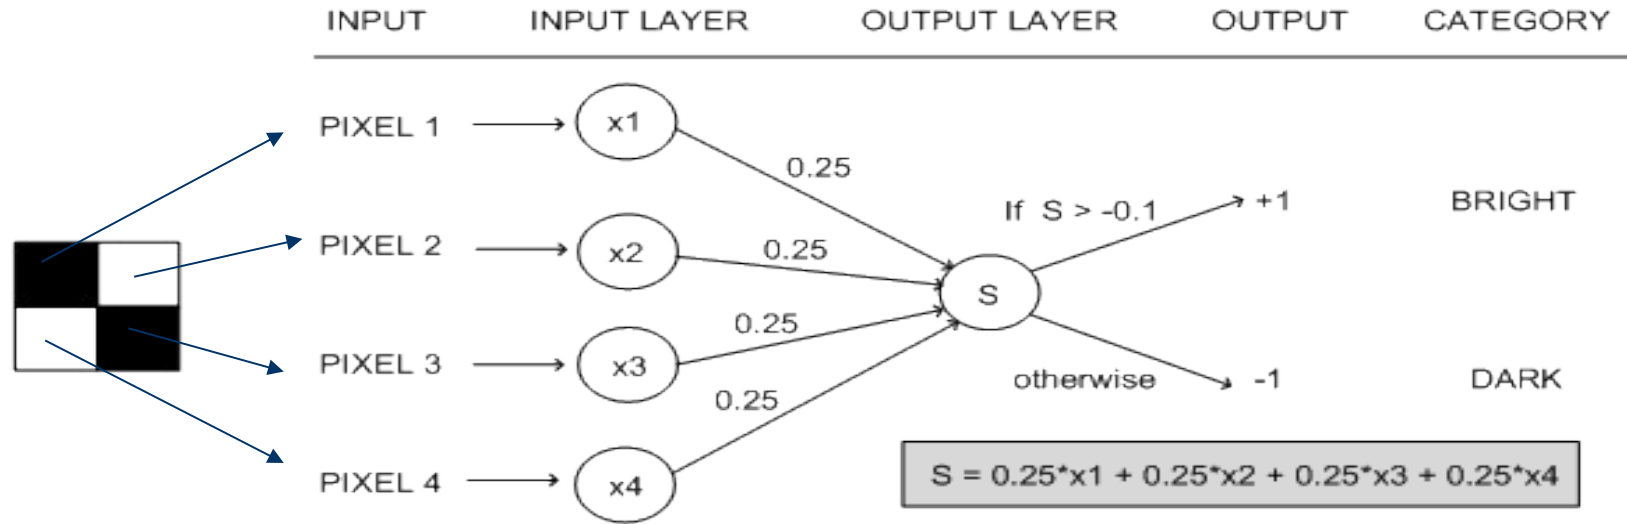 INPUT INPUT LAYER OUTPUT LAYER OUTPUT CATEGORY
PIXEL 1 x1
0.25
If S > -0.1 +1 BRIGHT
PIXEL 2 x2
0.25
S
0.25
PIXEL 3 x3
otherwise -1 DARK
0.25
PIXEL 4 x4
S = 0.25*x1 + 0.25*x2 + 0.25*x3 + 0.25*x4